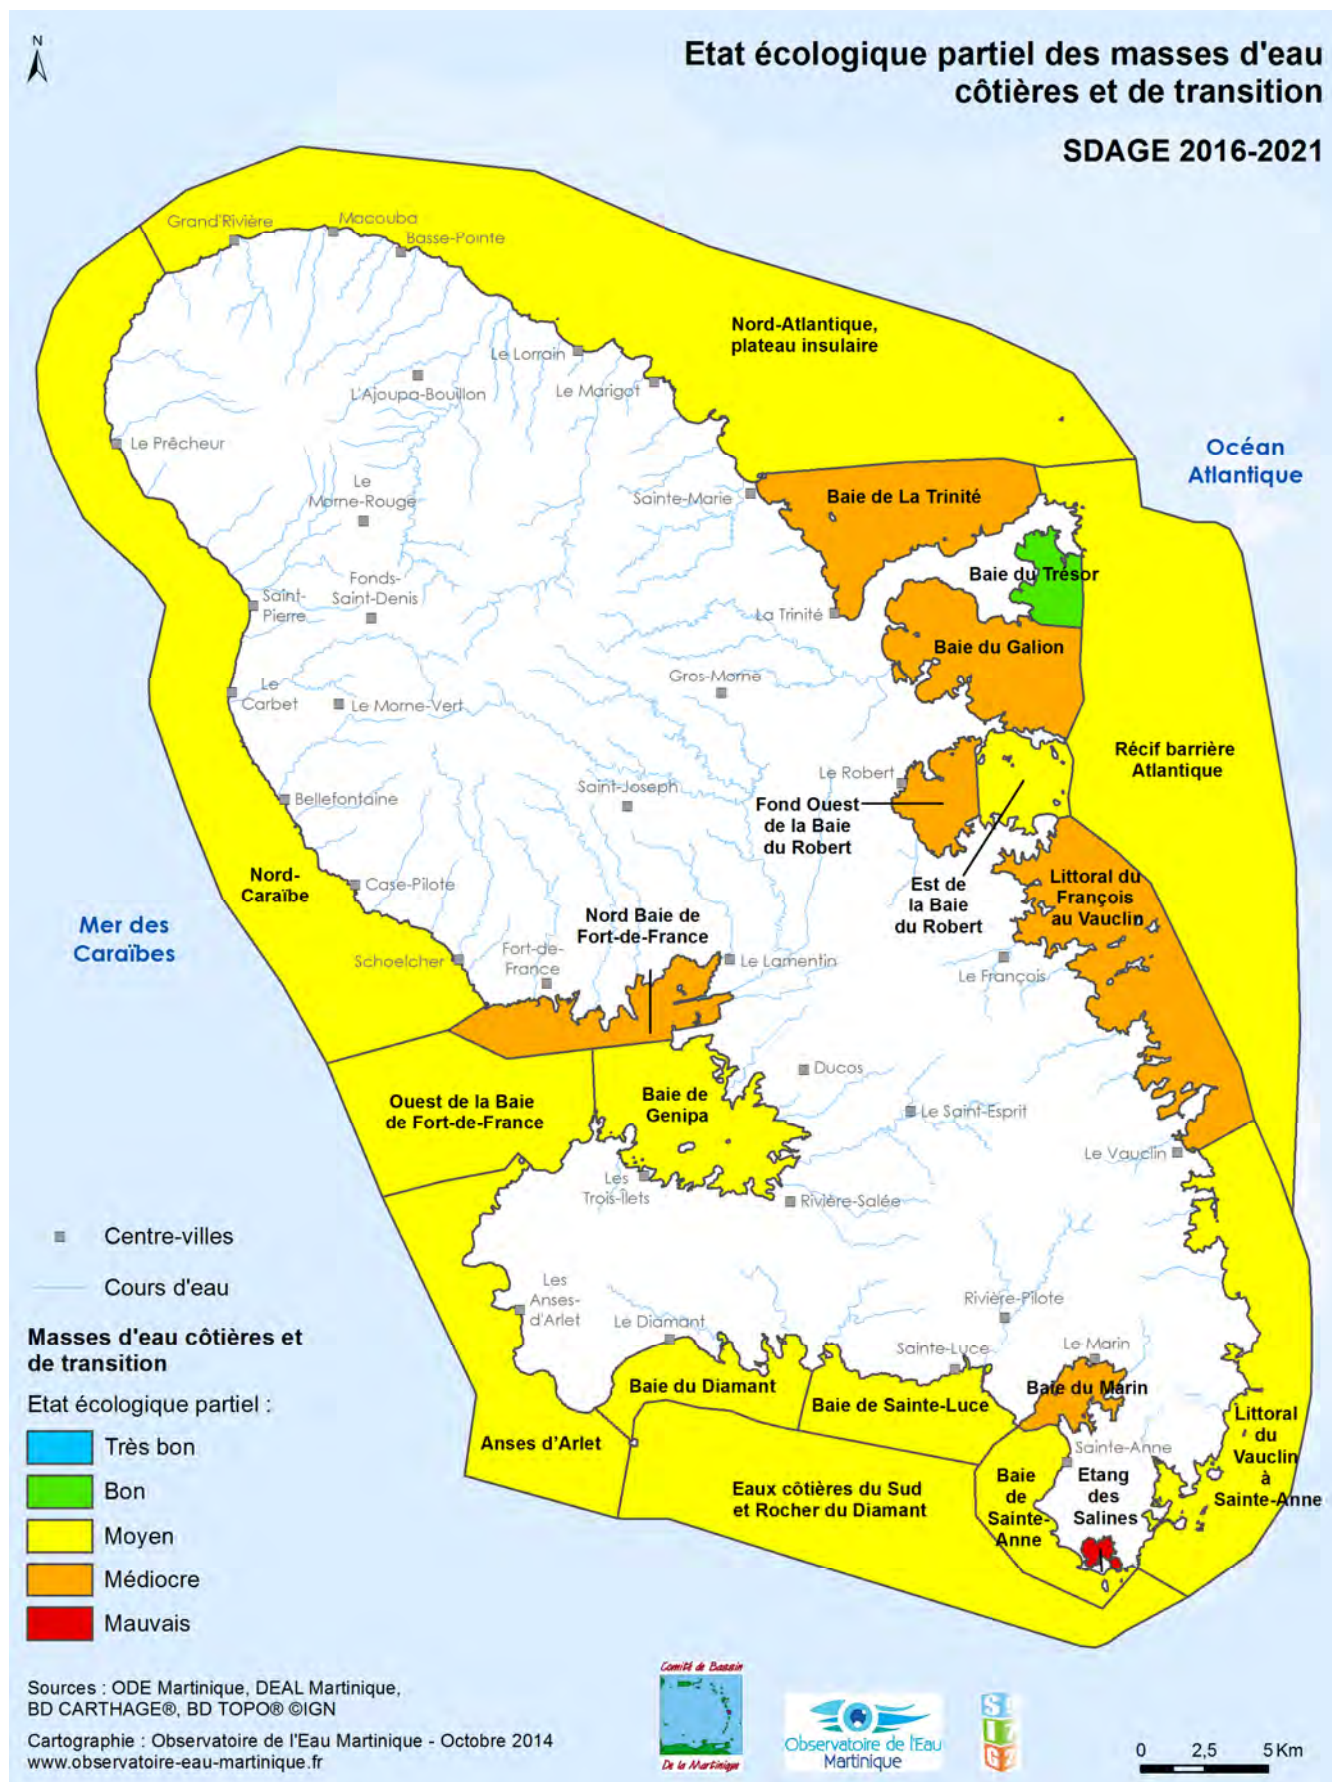 N
Etat écologique partiel des masses d'eau
côtières et de transition
SDAGE 2016-2021
Grand'Rivière
Macouba
Basse-Pointe
Nord-Atlantique,
plateau insulaire
Le Lorrain
L'Ajoupa-Bouillon
Le Marigot
Le Prêcheur
Océan
Atlantique
Le
Morne-Rouge
Sainte-Marie
Baie de La Trinité
Fonds-
Saint-Denis
Saint-
Pierre
Baie du Trésor
La Trinité
Baie du Galion
Gros-Morne
Le
Carbet
Le Morne-Vert
Récif barrière
Atlantique
Le Robert
Saint-Joseph
Bellefontaine
Fond Ouest
de la Baie
du Robert
Nord-
Caraïbe
Case-Pilote
Est de
la Baie
du Robert
Littoral du
François
au Vauclin
Mer des
Caraïbes
Nord Baie de
Fort-de-France
Schoelcher
Fort-de-
France
Le Lamentin
Le François
Ducos
Ouest de la Baie
de Fort-de-France
Baie de
Genipa
Le Saint-Esprit
Le Vauclin
Les
Trois-Îlets
Rivière-Salée
Centre-villes
Cours d'eau
Les
Anses-
d'Arlet
Le Diamant
Rivière-Pilote
Sainte-Luce
Le Marin
Masses d'eau côtières et
de transition
Etat écologique partiel :
Très bon
Bon
Moyen
Médiocre
Mauvais
Baie du Diamant
Baie de Sainte-Luce
Baie du Marin
Anses d'Arlet
Littoral
du
Vauclin
à
Sainte-Anne
Sainte-Anne
Eaux côtières du Sud
et Rocher du Diamant
Baie
de
Sainte-
Anne
Etang
des
Salines
Sources : ODE Martinique, DEAL Martinique,
BD CARTHAGE®, BD TOPO® ©IGN
Cartographie : Observatoire de l'Eau Martinique - Octobre 2014
www.observatoire-eau-martinique.fr
Comité de Bassin
De la Martinique
Observatoire de l'Eau
Martinique
0 2,5 5 Km